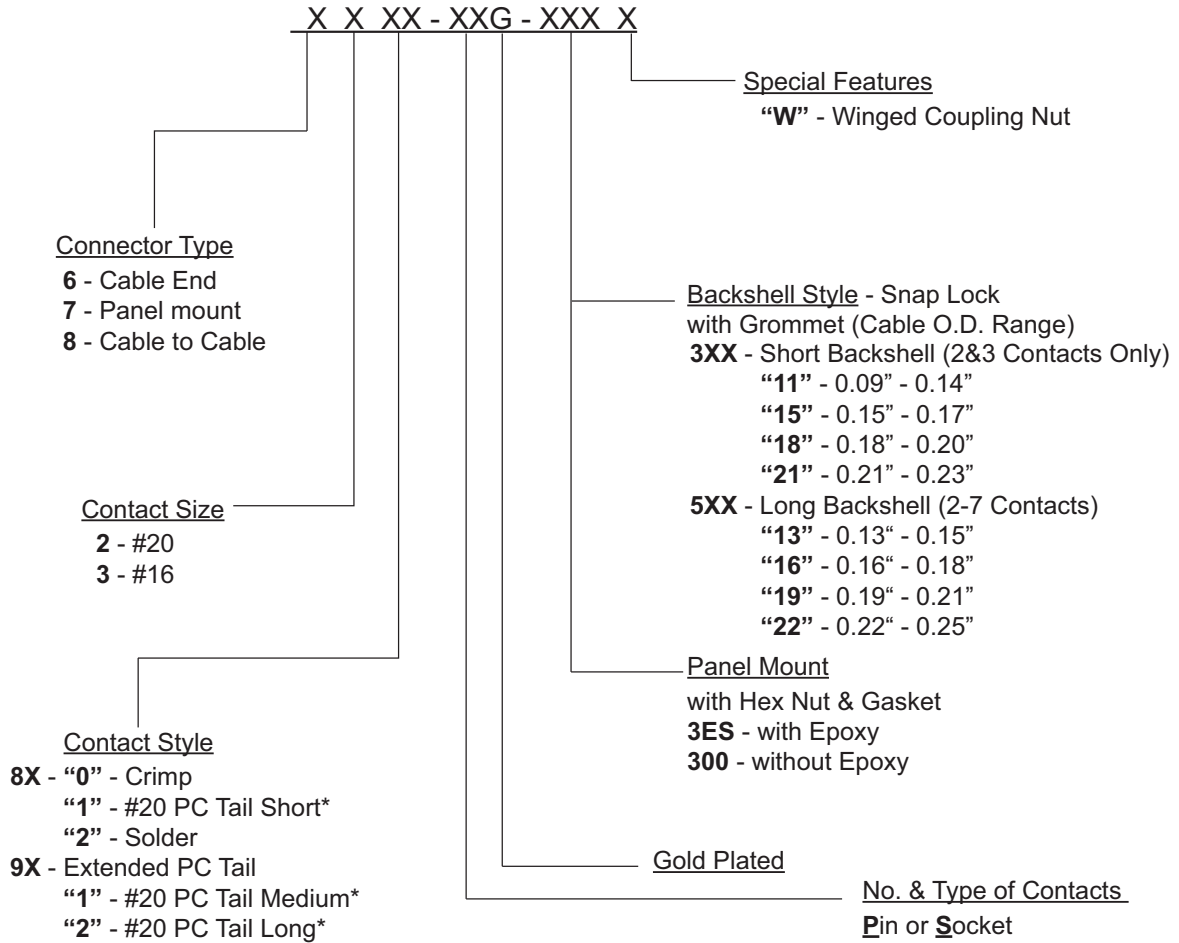 X X XX - XXG - XXX X
Special Features
“W” - Winged Coupling Nut
Connector Type
6 - Cable End
7 - Panel mount
8 - Cable to Cable
Backshell Style - Snap Lock
with Grommet (Cable O.D. Range)
3XX - Short Backshell (2&3 Contacts Only)
“11” - 0.09” - 0.14”
“15” - 0.15” - 0.17”
“18” - 0.18” - 0.20”
“21” - 0.21” - 0.23”
5XX - Long Backshell (2-7 Contacts)
“13” - 0.13“ - 0.15”
“16” - 0.16“ - 0.18”
“19” - 0.19“ - 0.21”
“22” - 0.22“ - 0.25”
Contact Size
2 - #20
3 - #16
Panel Mount
with Hex Nut & Gasket
3ES - with Epoxy
300 - without Epoxy
Contact Style
8X - “0” - Crimp
“1” - #20 PC Tail Short*
“2” - Solder
9X - Extended PC Tail
“1” - #20 PC Tail Medium*
“2” - #20 PC Tail Long*
Gold Plated
No. & Type of Contacts
Pin or Socket